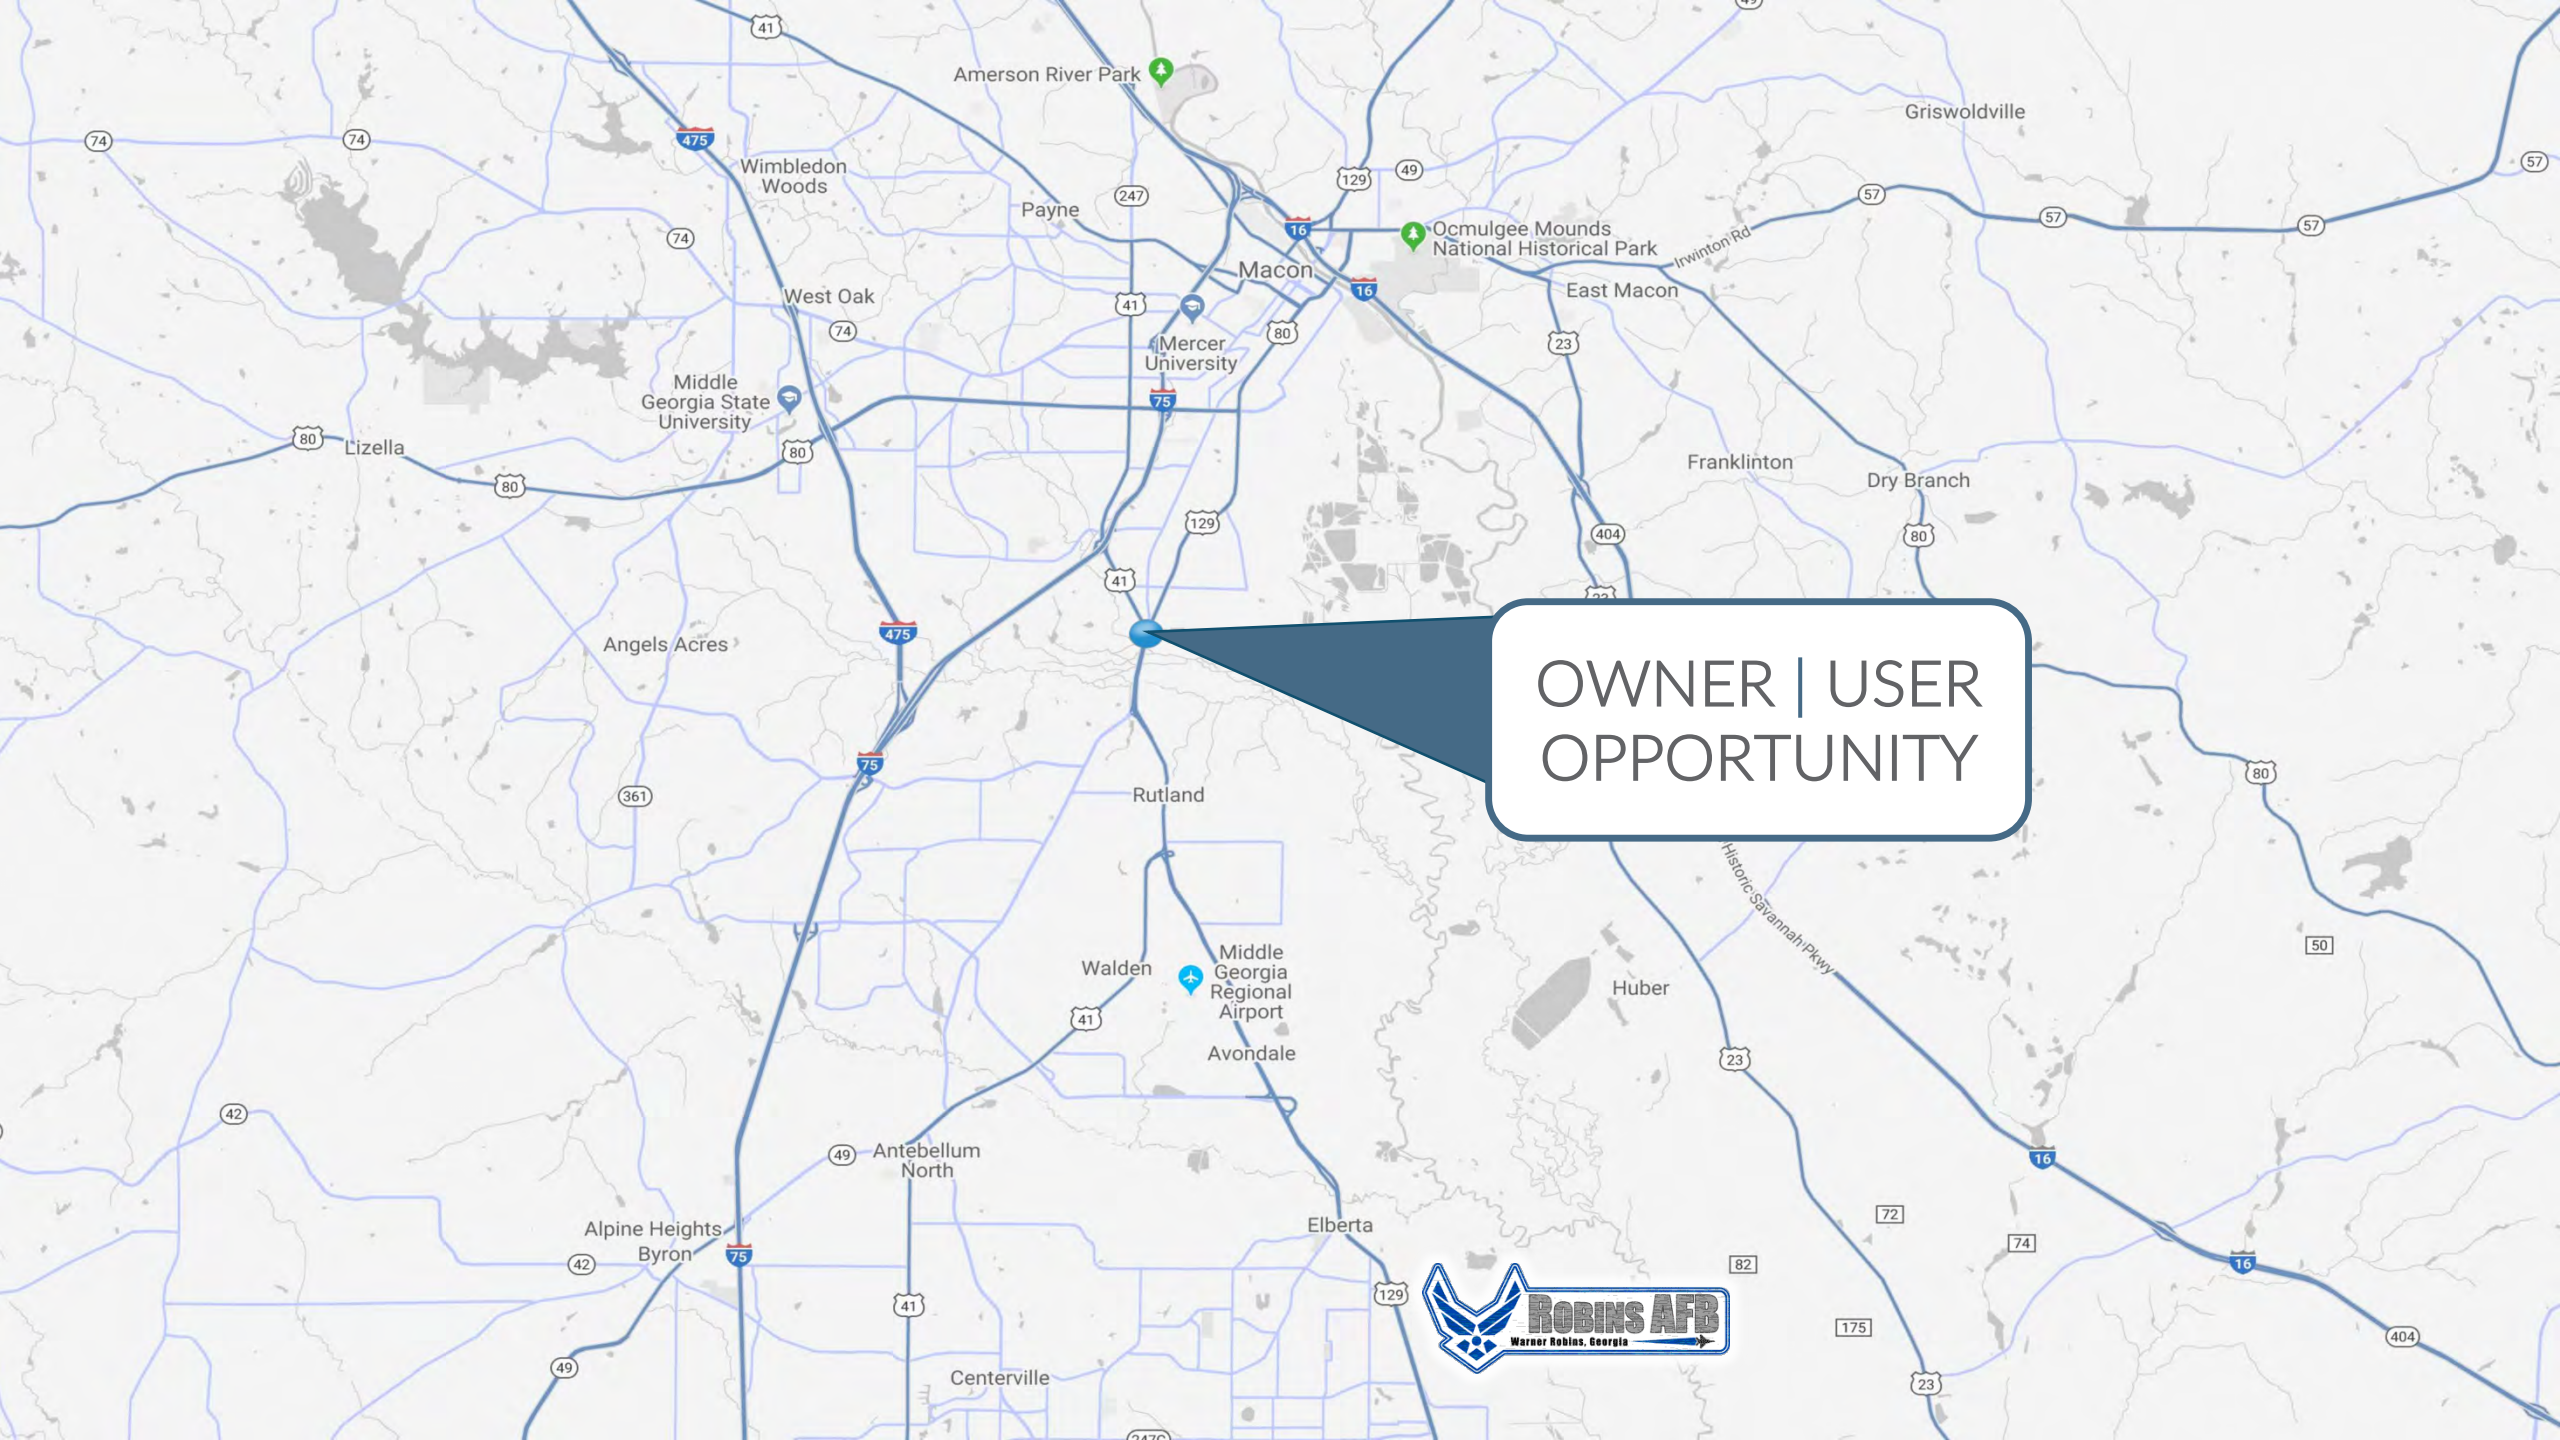 41
Amerson River Park
Griswoldville
74
74
475
Wimbledon
Woods
129
49
57
57
247
Payne
74
16
Ocmulgee Mounds
National Historical Park
Irwinton Rd
57
57
Macon
16
East Macon
West Oak
74
41
80
23
Mercer
University
Middle
Georgia State
University
75
80
Lizella
80
80
Franklinton
Dry Branch
129
404
80
41
475
Angels Acres
OWNER | USER
OPPORTUNITY
75
361
Rutland
80
Historic Savannah Pkwy
50
Walden
Middle
Georgia
Regional
Airport
Huber
41
Avondale
23
42
49
Antebellum
North
16
72
Alpine Heights
Byron
75
42
Elberta
74
82
16
129
41
ROBINS AFB
Warner Robins, Georgia
175
404
49
Centerville
23